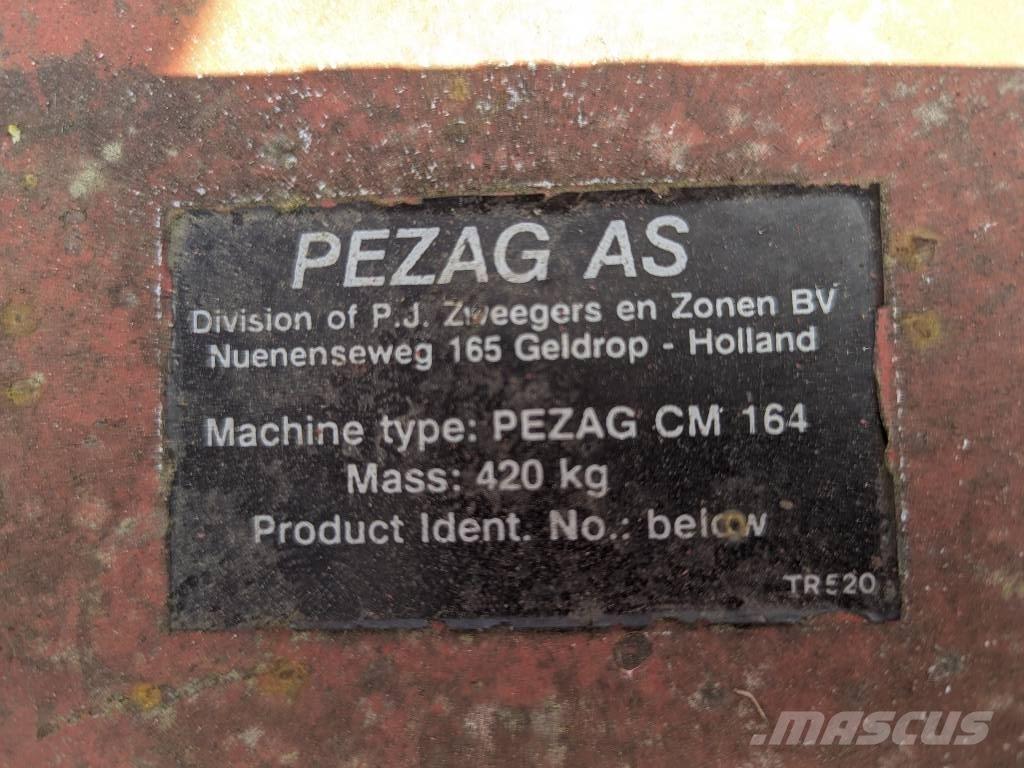 PEZAG AS
Division of P.J. Zweegers en Zonen BV
Nuenenseweg 165 Geldrop - Holland
Machine type: PEZAG CM 164
Mass: 420 kg
Product Ident. No.: below
TR520
MASCUS